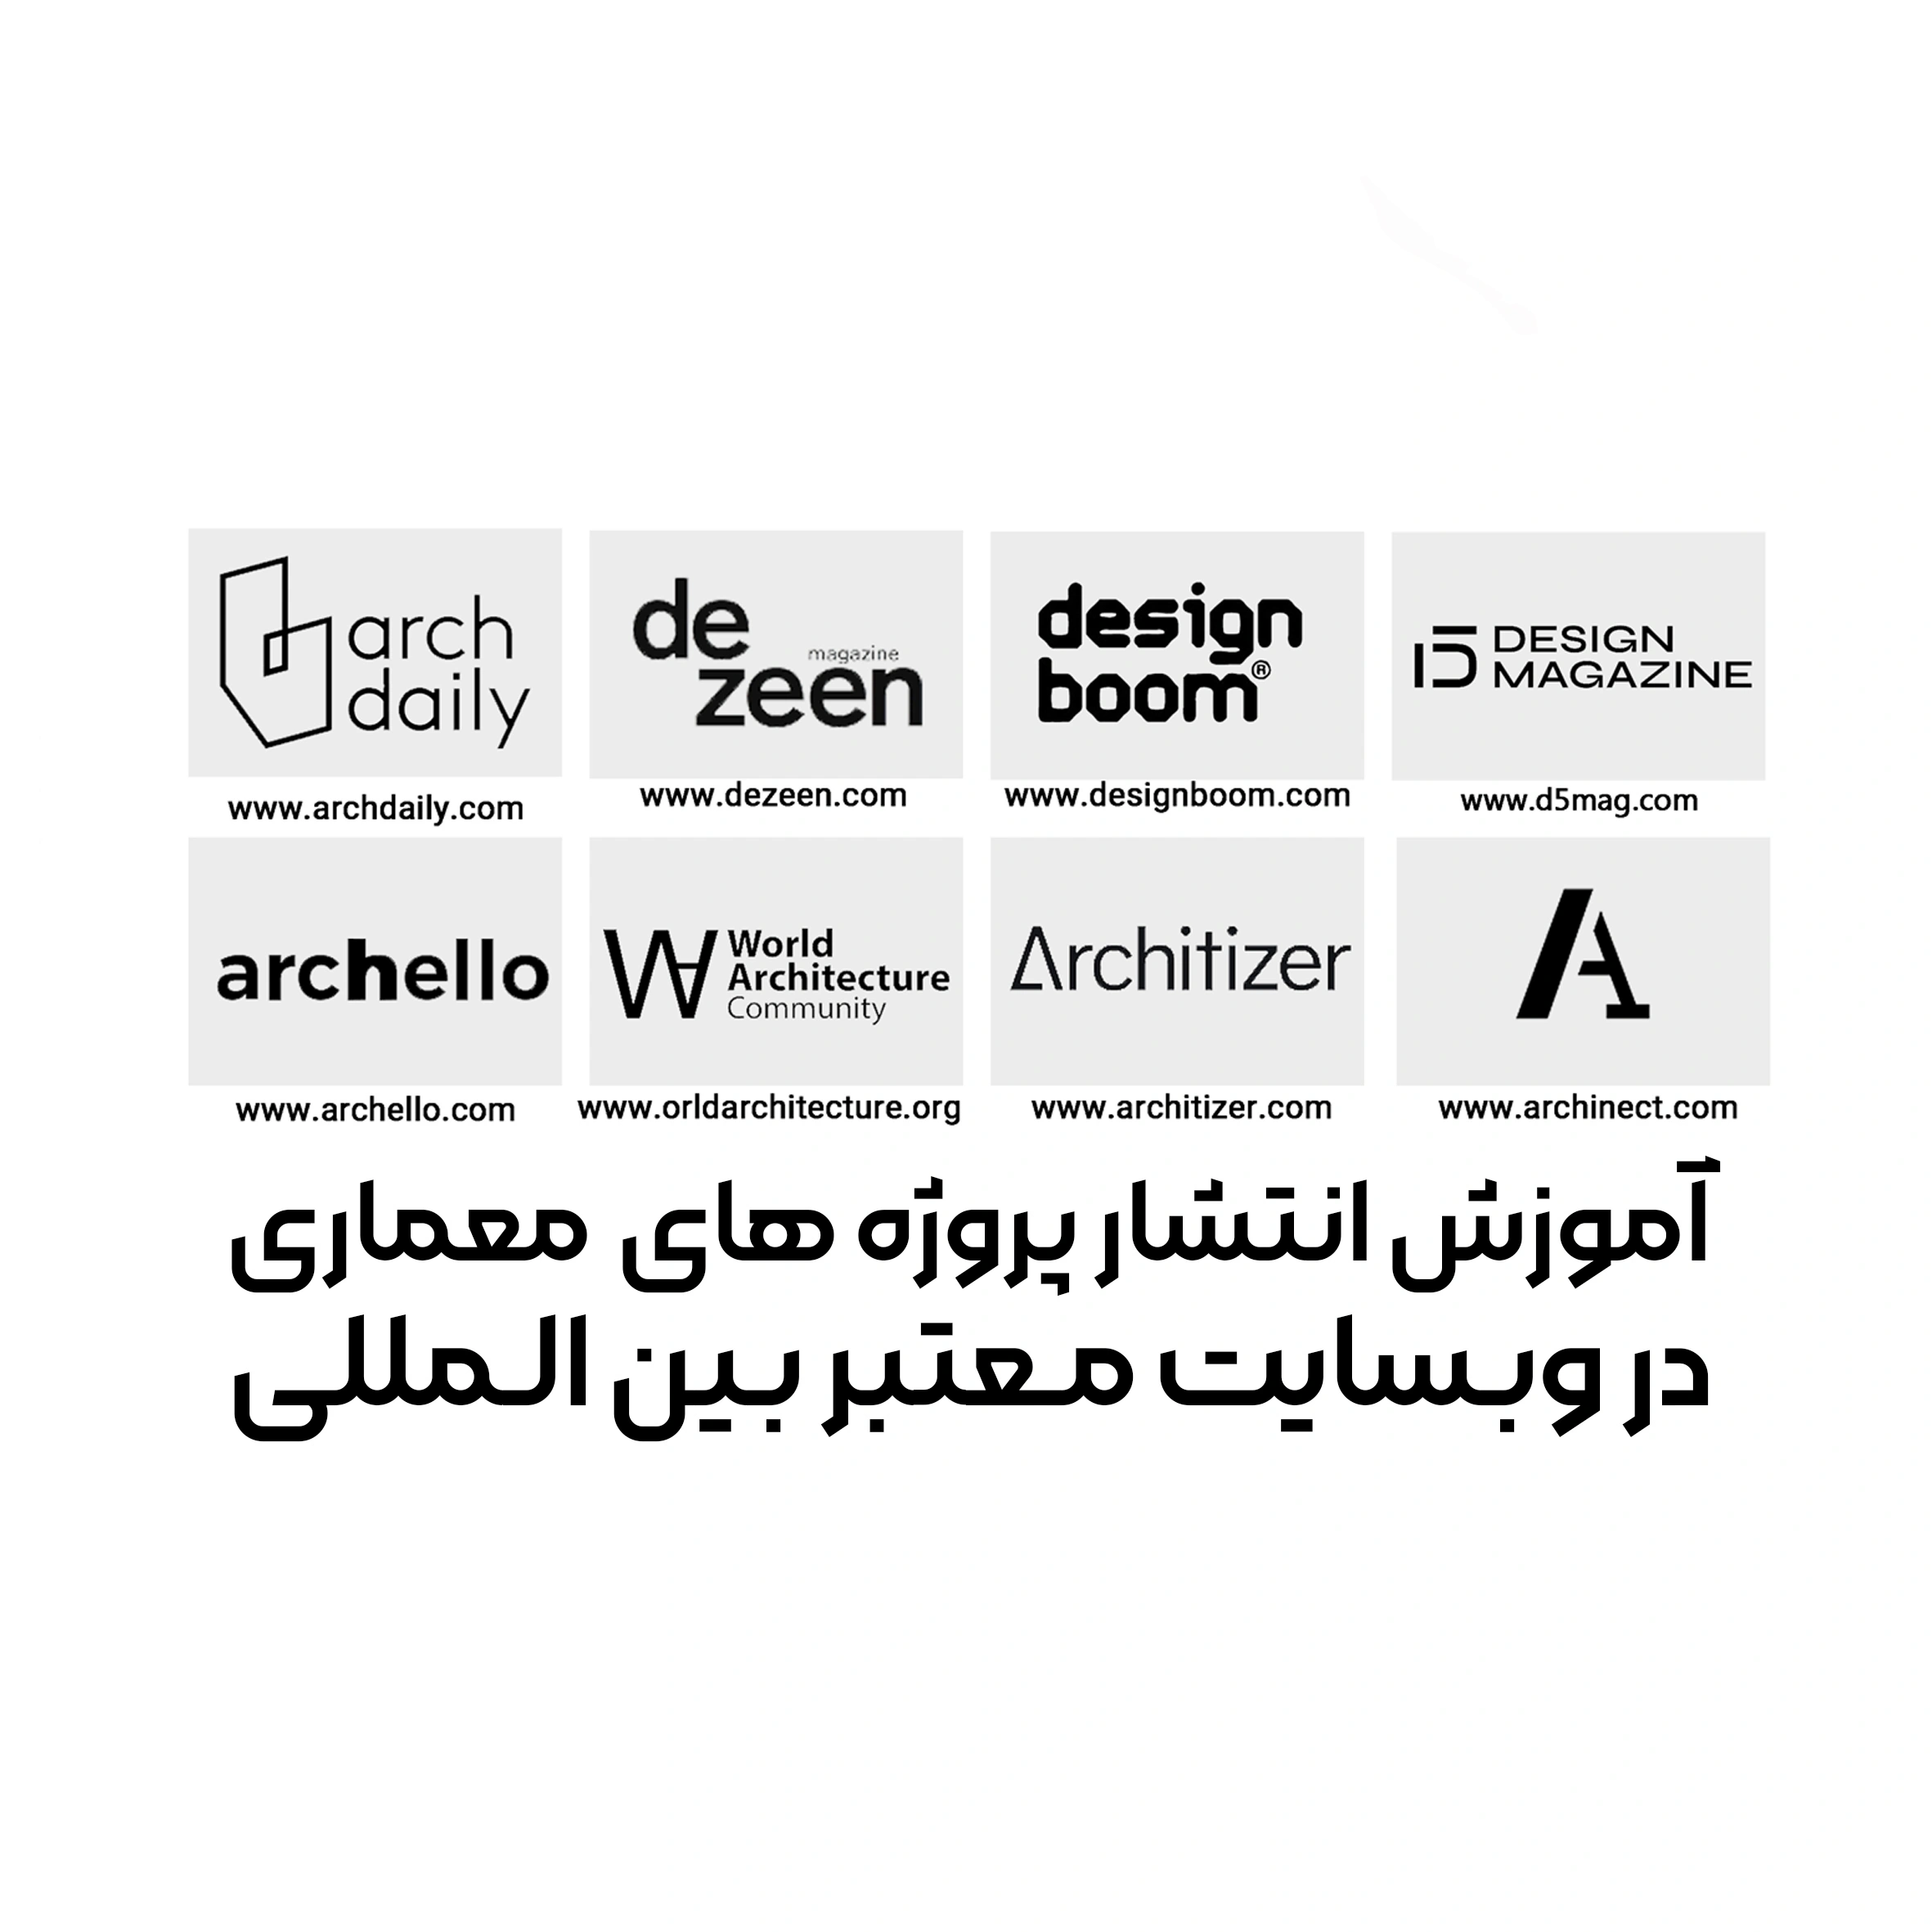 arch
daily
www.archdaily.com
de
magazine
zeen
www.dezeen.com
design
boom®
www.designboom.com
DESIGN
MAGAZINE
www.d5mag.com
archello
www.archello.com
WA
World
Architecture
Community
www.orldarchitecture.org
Architizer
www.architizer.com
A
www.archinect.com
آموزش انتشار پروژه های معماری
در وبسایت معتبر بین المللی